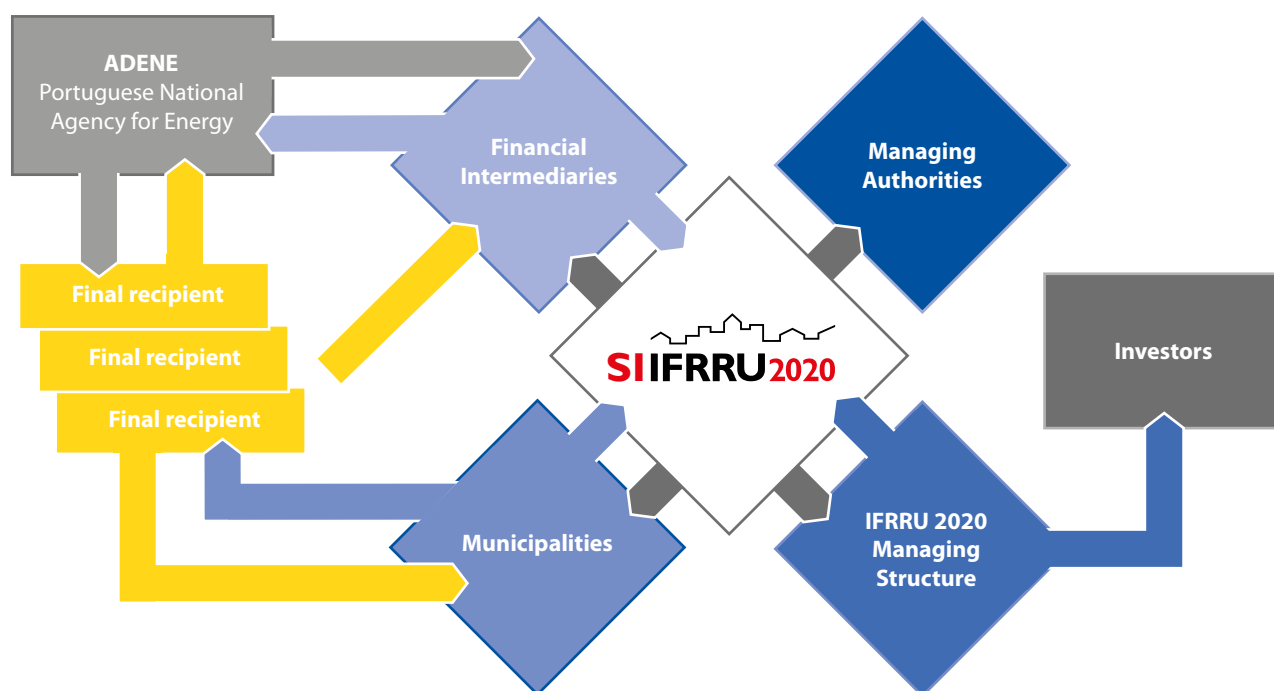 ADENE
Portuguese National
Agency for Energy
Financial
Intermediaries
Managing
Authorities
Final recipient
Final recipient
Final recipient
SIIFRRU2020
Investors
Municipalities
IFRRU 2020
Managing
Structure